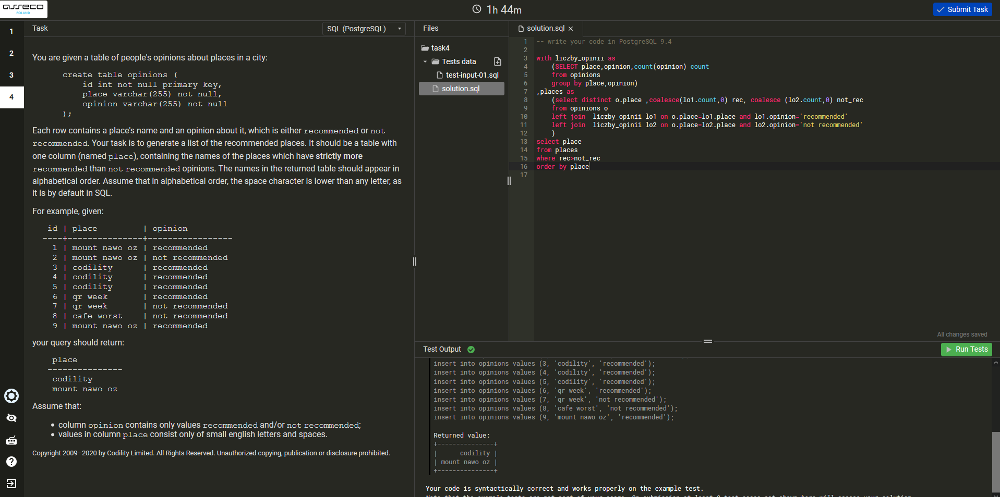 asseco
POLAND
1h 44m
Submit Task
1
2
3
4
Task
SQL (PostgreSQL)
You are given a table of people's opinions about places in a city:
create table opinions (
id int not null primary key,
place varchar(255) not null,
opinion varchar(255) not null
);
Each row contains a place's name and an opinion about it, which is either recommended or not
recommended. Your task is to generate a list of the recommended places. It should be a table with
one column (named place), containing the names of the places which have strictly more
recommended than not recommended opinions. The names in the returned table should appear in
alphabetical order. Assume that in alphabetical order, the space character is lower than any letter, as
it is by default in SQL.
For example, given:
id | place | opinion
----+---------------+-----------------
1 | mount nawo oz | recommended
2 | mount nawo oz | not recommended
3 | codility | recommended
4 | codility | recommended
5 | codility | recommended
6 | qr week | recommended
7 | qr week | not recommended
8 | cafe worst | not recommended
9 | mount nawo oz | recommended
your query should return:
place
---------------
codility
mount nawo oz
Assume that:
• column opinion contains only values recommended and/or not recommended;
• values in column place consist only of small english letters and spaces.
Copyright 2009–2020 by Codility Limited. All Rights Reserved. Unauthorized copying, publication or disclosure prohibited.
Files
task4
Tests data
test-input-01.sql
solution.sql
solution.sql ×
1 -- write your code in PostgreSQL 9.4
2
3 with liczby_opinii as
4 (SELECT place,opinion,count(opinion) count
5 from opinions
6 group by place,opinion)
7 ,places as
8 (select distinct o.place ,coalesce(lo1.count,0) rec, coalesce (lo2.count,0) not_rec
9 from opinions o
10 left join  liczby_opinii lo1 on o.place=lo1.place and lo1.opinion='recommended'
11 left join  liczby_opinii lo2 on o.place=lo2.place and lo2.opinion='not recommended'
12 )
13 select place
14 from places
15 where rec>not_rec
16 order by place
17
All changes saved
Test Output
Run Tests
insert into opinions values (3, 'codility', 'recommended');
insert into opinions values (4, 'codility', 'recommended');
insert into opinions values (5, 'codility', 'recommended');
insert into opinions values (6, 'qr week', 'recommended');
insert into opinions values (7, 'qr week', 'not recommended');
insert into opinions values (8, 'cafe worst', 'not recommended');
insert into opinions values (9, 'mount nawo oz', 'recommended');
Returned value:
+---------------+
| codility |
| mount nawo oz |
+---------------+
Your code is syntactically correct and works properly on the example test.